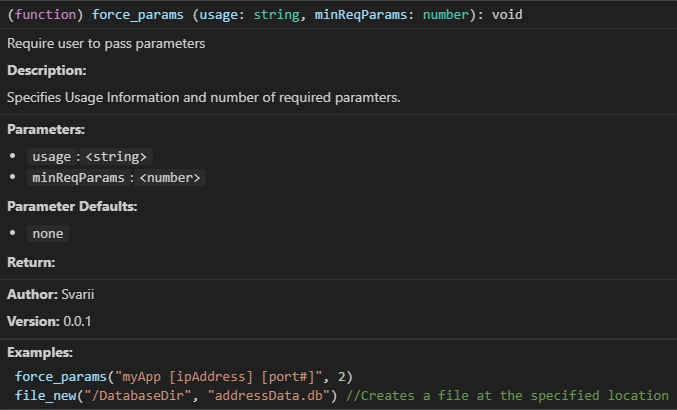 (function) force_params (usage: string, minReqParams: number): void
Require user to pass parameters
Description:
Specifies Usage Information and number of required paramters.
Parameters:
• usage : <string>
• minReqParams : <number>
Parameter Defaults:
• none
Return:
Author: Svarii
Version: 0.0.1
Examples:
force_params("myApp [ipAddress] [port#]", 2)
file_new("/DatabaseDir", "addressData.db") //Creates a file at the specified location